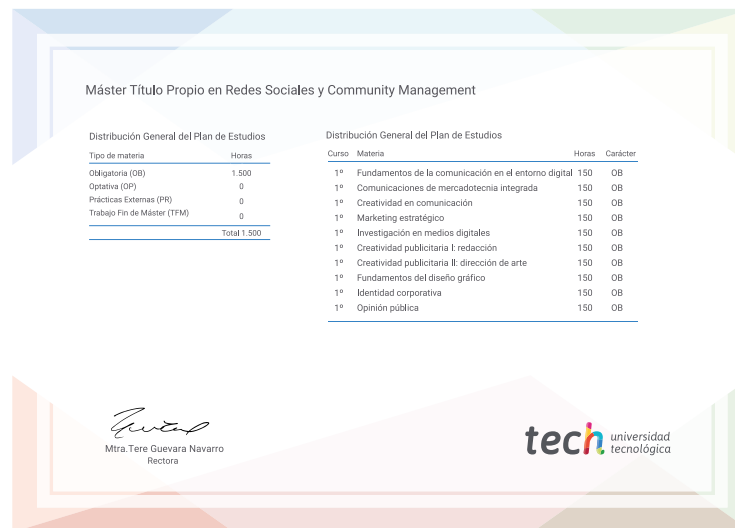 Máster Título Propio en Redes Sociales y Community Management
Distribución General del Plan de Estudios
Tipo de materia Horas
Obligatoria (OB) 1.500
Optativa (OP) 0
Prácticas Externas (PR) 0
Trabajo Fin de Máster (TFM) 0
Total 1.500
Distribución General del Plan de Estudios
Curso Materia Horas Carácter
1º Fundamentos de la comunicación en el entorno digital 150 OB
1º Comunicaciones de mercadotecnia integrada 150 OB
1º Creatividad en comunicación 150 OB
1º Marketing estratégico 150 OB
1º Investigación en medios digitales 150 OB
1º Creatividad publicitaria I: redacción 150 OB
1º Creatividad publicitaria II: dirección de arte 150 OB
1º Fundamentos del diseño gráfico 150 OB
1º Identidad corporativa 150 OB
1º Opinión pública 150 OB
Mtra.Tere Guevara Navarro
Rectora
tech universidad
tecnológica